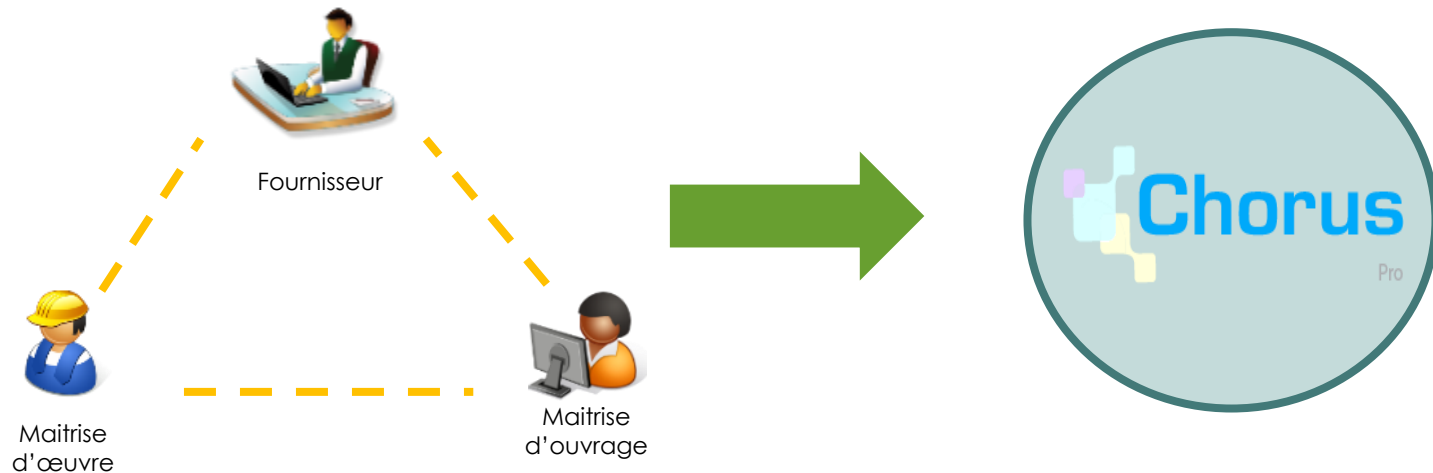 Fournisseur
Chorus
Pro
Maitrise
d'œuvre
Maitrise
d'ouvrage